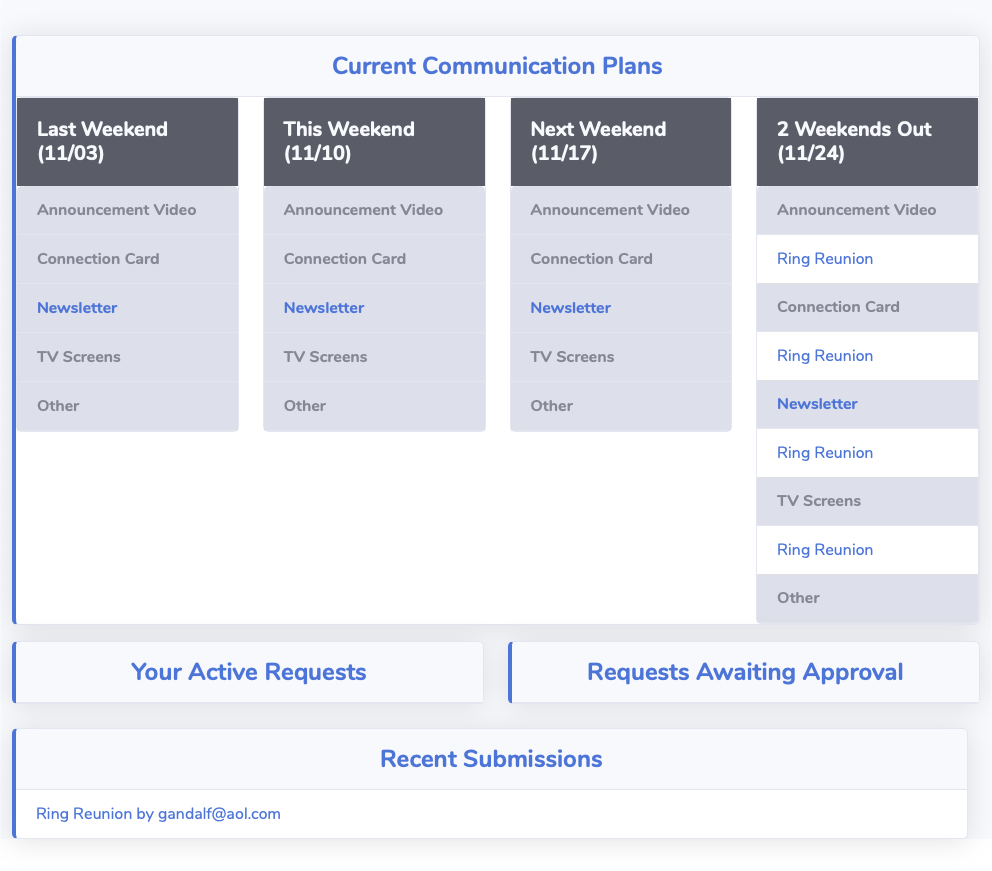 Current Communication Plans
Last Weekend
(11/03)
Announcement Video
Connection Card
Newsletter
TV Screens
Other
This Weekend
(11/10)
Announcement Video
Connection Card
Newsletter
TV Screens
Other
Next Weekend
(11/17)
Announcement Video
Connection Card
Newsletter
TV Screens
Other
2 Weekends Out
(11/24)
Announcement Video
Ring Reunion
Connection Card
Ring Reunion
Newsletter
Ring Reunion
TV Screens
Ring Reunion
Other
Your Active Requests
Requests Awaiting Approval
Recent Submissions
Ring Reunion by gandalf@aol.com